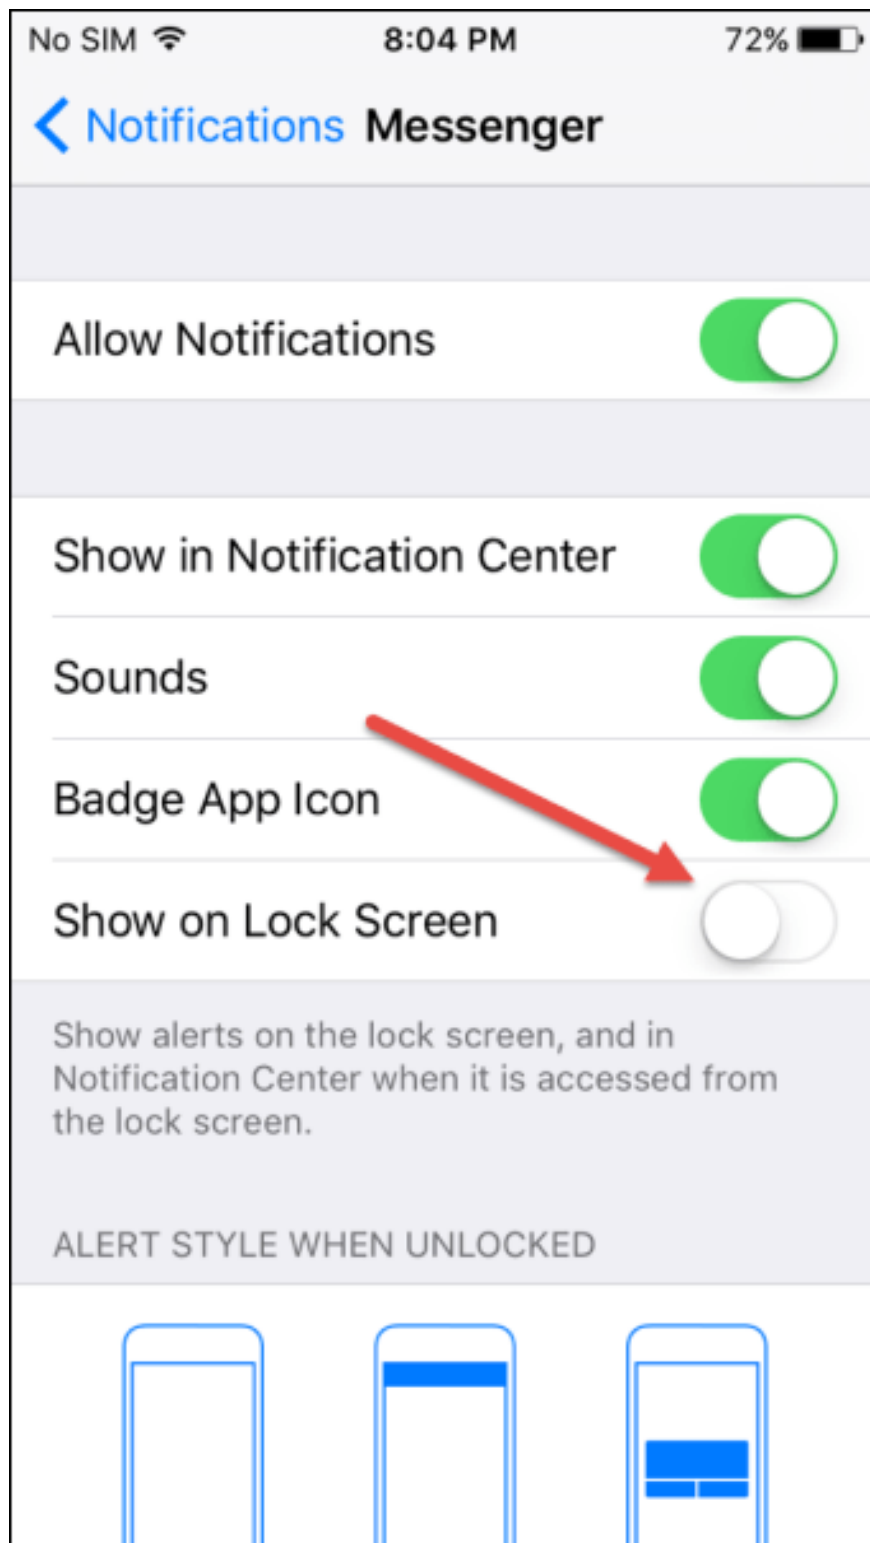 No SIM 8:04 PM 72%
Notifications Messenger
Allow Notifications
Show in Notification Center
Sounds
Badge App Icon
Show on Lock Screen
Show alerts on the lock screen, and in
Notification Center when it is accessed from
the lock screen.
ALERT STYLE WHEN UNLOCKED